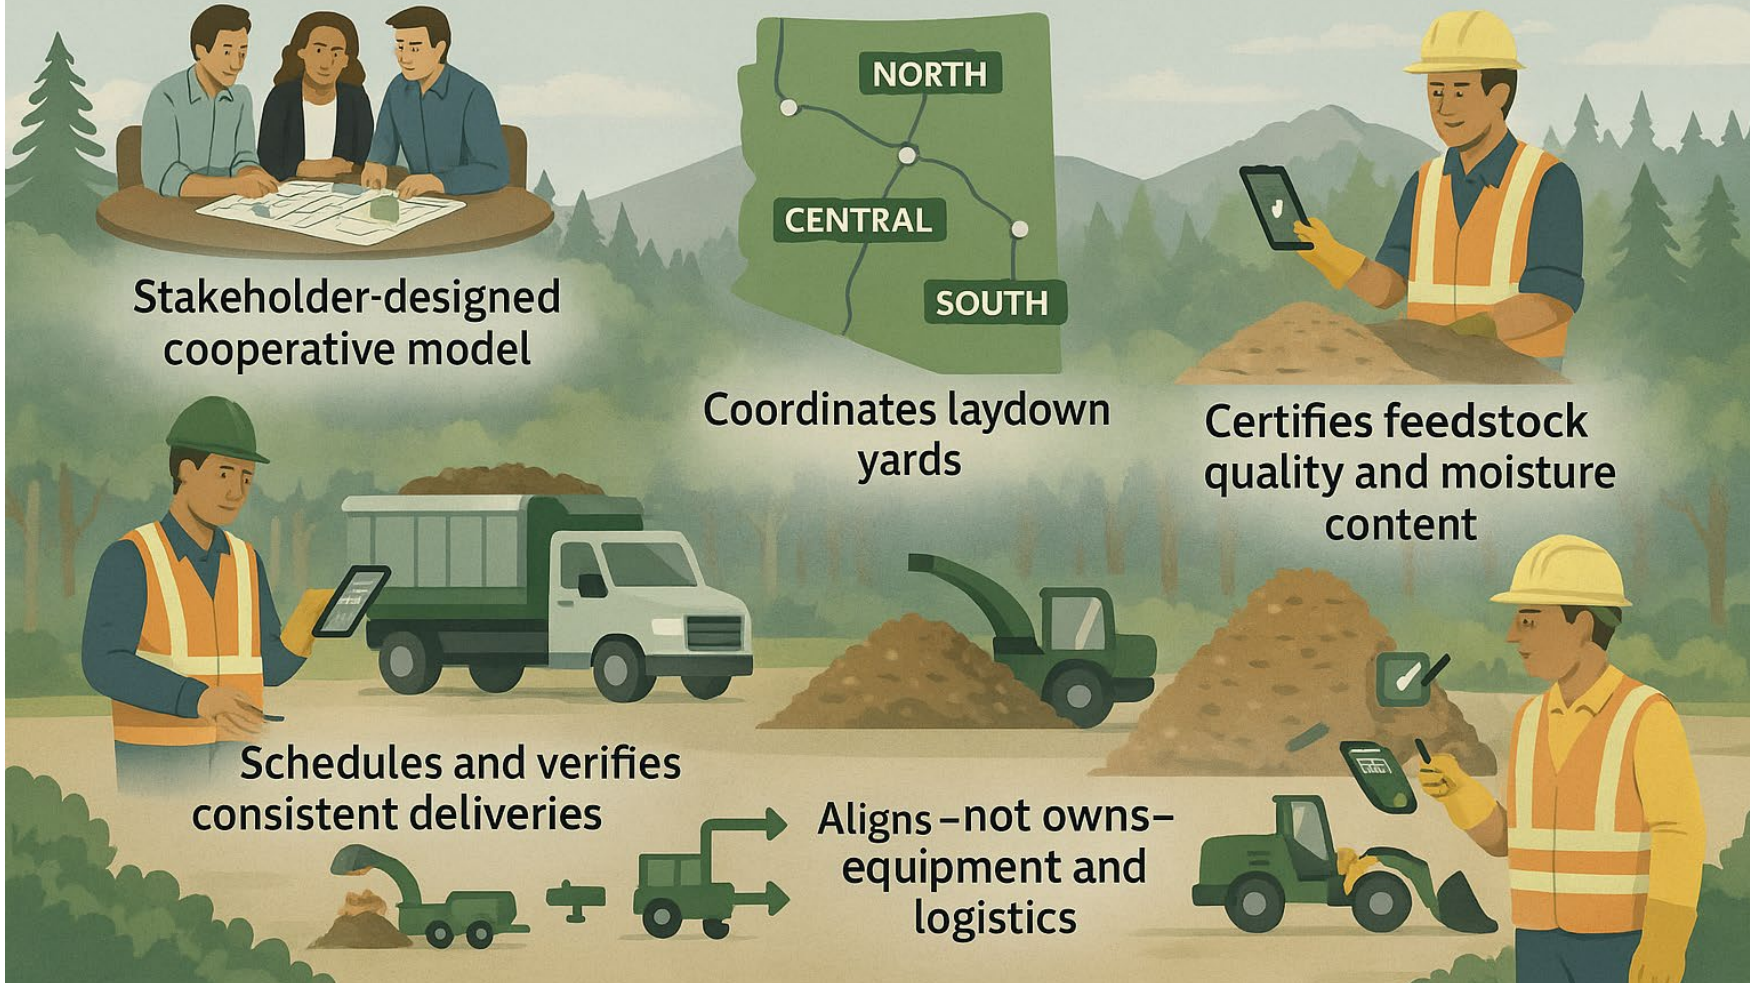 NORTH
CENTRAL
SOUTH
Stakeholder-designed
cooperative model
Coordinates laydown
yards
Certifies feedstock
quality and moisture
content
Schedules and verifies
consistent deliveries
Aligns–not owns–
equipment and
logistics